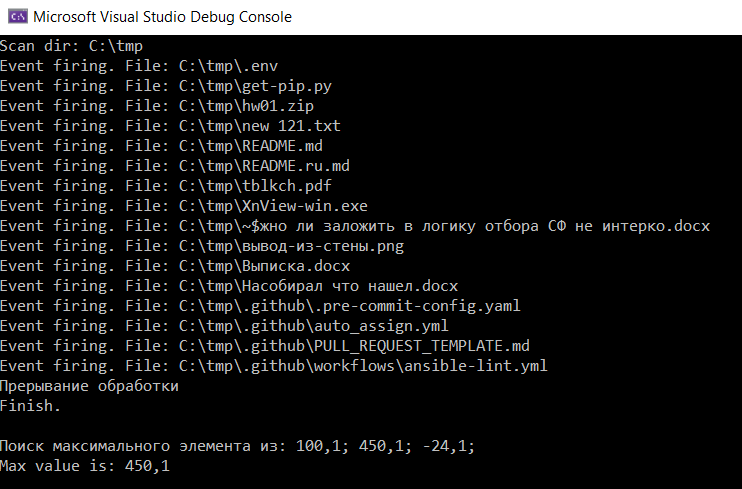 Microsoft Visual Studio Debug Console
Scan dir: C:\tmp
Event firing. File: C:\tmp\.env
Event firing. File: C:\tmp\get-pip.py
Event firing. File: C:\tmp\hw01.zip
Event firing. File: C:\tmp\new 121.txt
Event firing. File: C:\tmp\README.md
Event firing. File: C:\tmp\README.ru.md
Event firing. File: C:\tmp\tblkch.pdf
Event firing. File: C:\tmp\XnView-win.exe
Event firing. File: C:\tmp\~$жно ли заложить в логику отбора СФ не интерко.docx
Event firing. File: C:\tmp\вывод-из-стены.png
Event firing. File: C:\tmp\Выписка.docx
Event firing. File: C:\tmp\Насобирал что нашел.docx
Event firing. File: C:\tmp\.github\.pre-commit-config.yaml
Event firing. File: C:\tmp\.github\auto_assign.yml
Event firing. File: C:\tmp\.github\PULL_REQUEST_TEMPLATE.md
Event firing. File: C:\tmp\.github\workflows\ansible-lint.yml
Прерывание обработки
Finish.
Поиск максимального элемента из: 100,1; 450,1; -24,1;
Max value is: 450,1